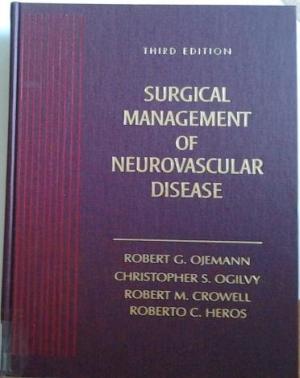 THIRD EDITION
SURGICAL
MANAGEMENT
OF
NEUROVASCULAR
DISEASE
ROBERT G. OJEMANN
CHRISTOPHER S. OGILVY
ROBERT M. CROWELL
ROBERTO C. HEROS